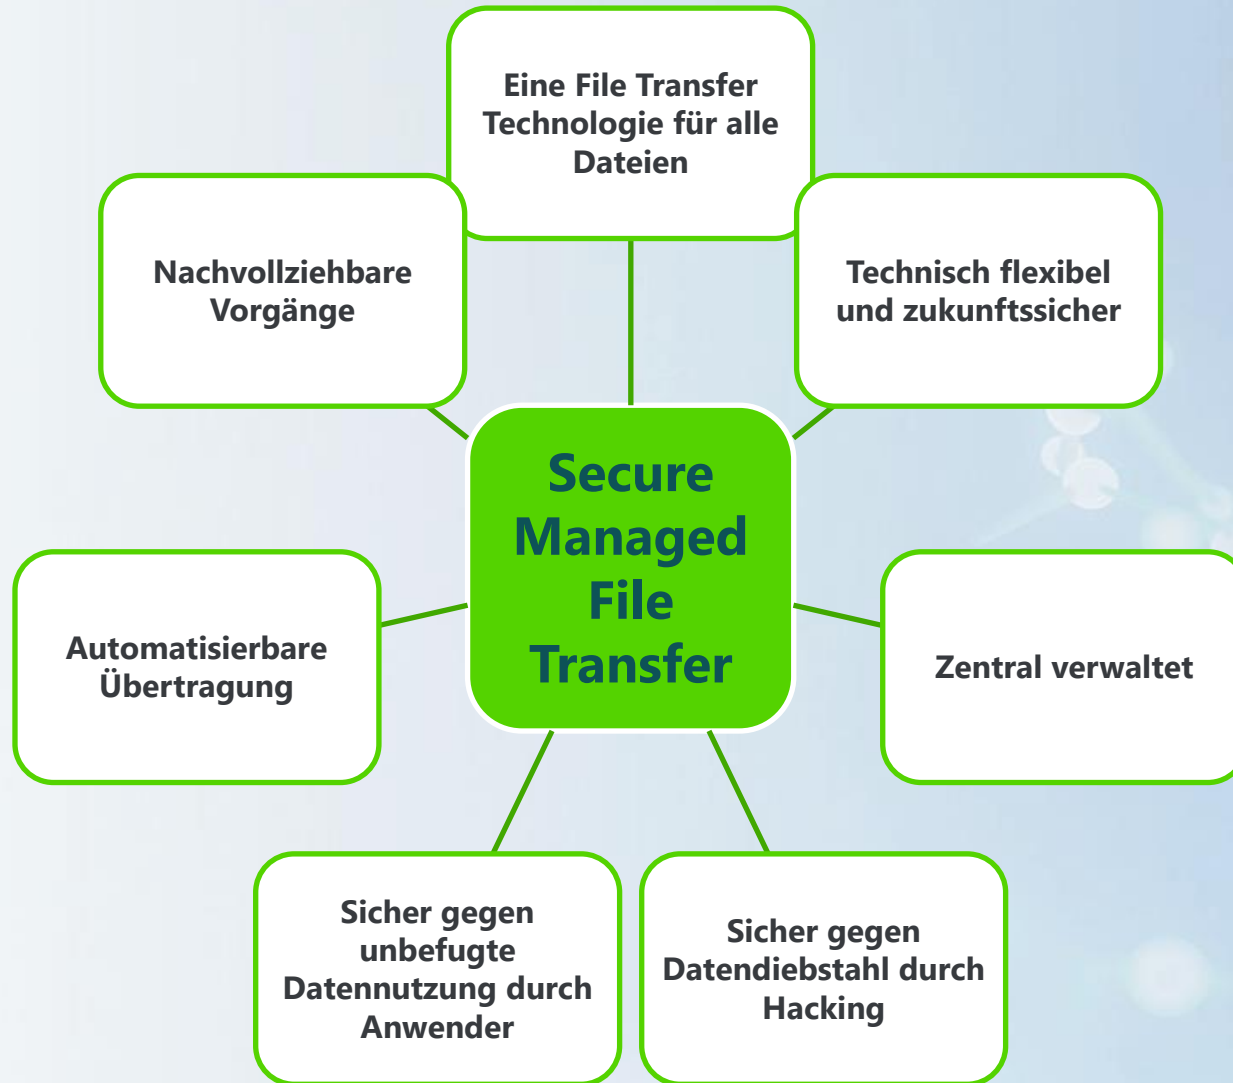 Eine File Transfer
Technologie für alle
Dateien
Nachvollziehbare
Vorgänge
Technisch flexibel
und zukunftssicher
Secure
Managed
File
Transfer
Automatisierbare
Übertragung
Zentral verwaltet
Sicher gegen
unbefugte
Datennutzung durch
Anwender
Sicher gegen
Datendiebstahl durch
Hacking